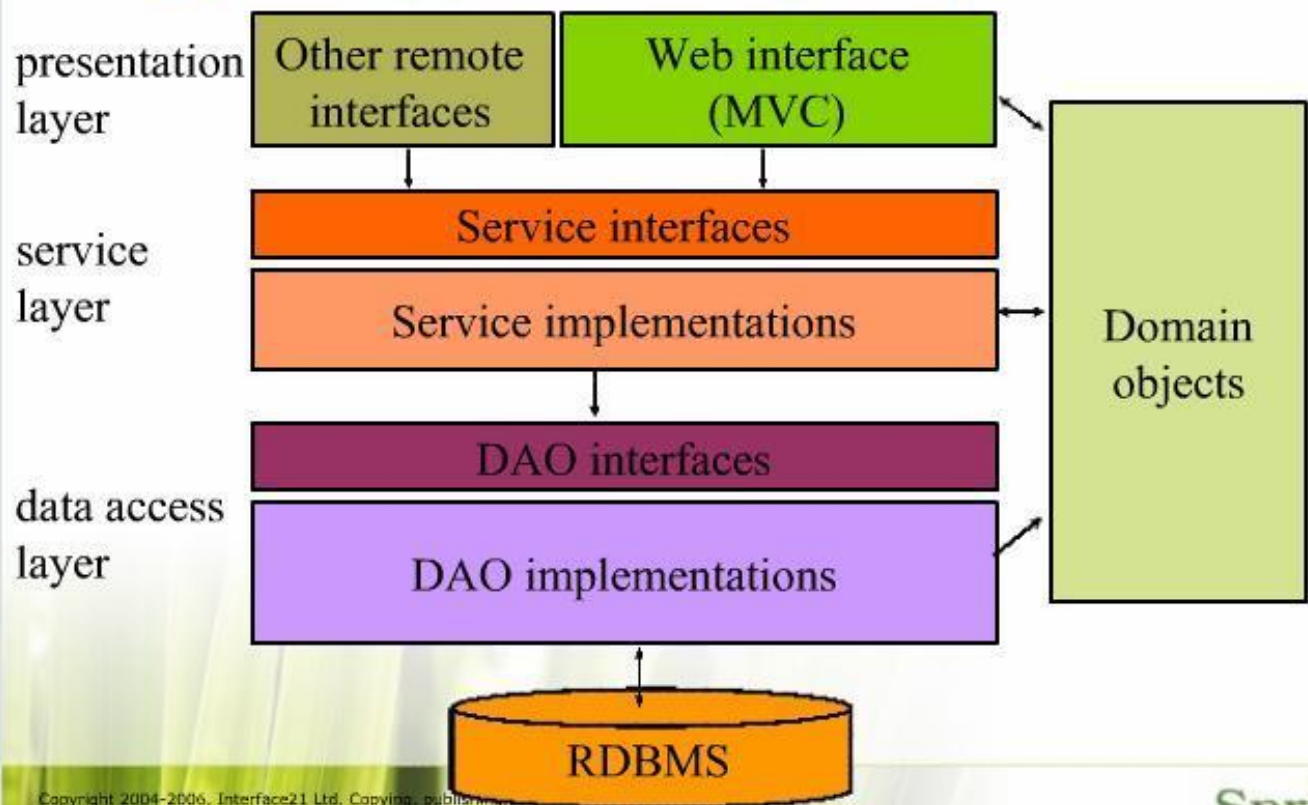 presentation
layer
Other remote
interfaces
Web interface
(MVC)
Service interfaces
service
layer
Service implementations
Domain
objects
DAO interfaces
data access
layer
DAO implementations
RDBMS
Copyright 2004-2006, Interface21 Ltd. Copying,